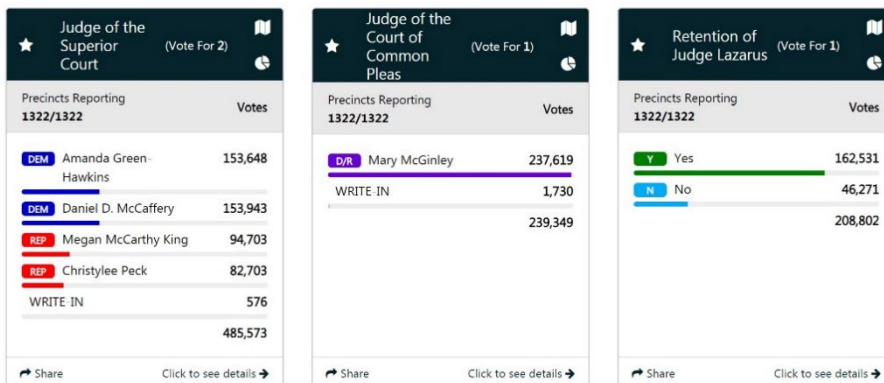 Judge of the
Superior
Court
(Vote For 2)
Precincts Reporting
1322/1322
Votes
DEM Amanda Green-
Hawkins
153,648
DEM Daniel D. McCaffery 153,943
REP Megan McCarthy King 94,703
REP Christylee Peck 82,703
WRITE-IN 576
485,573
Share Click to see details
Judge of the
Court of
Common
Pleas
(Vote For 1)
Precincts Reporting
1322/1322
Votes
D/R Mary McGinley 237,619
WRITE-IN 1,730
239,349
Share Click to see details
Retention of
Judge Lazarus
(Vote For 1)
Precincts Reporting
1322/1322
Votes
Y Yes 162,531
N No 46,271
208,802
Share Click to see details